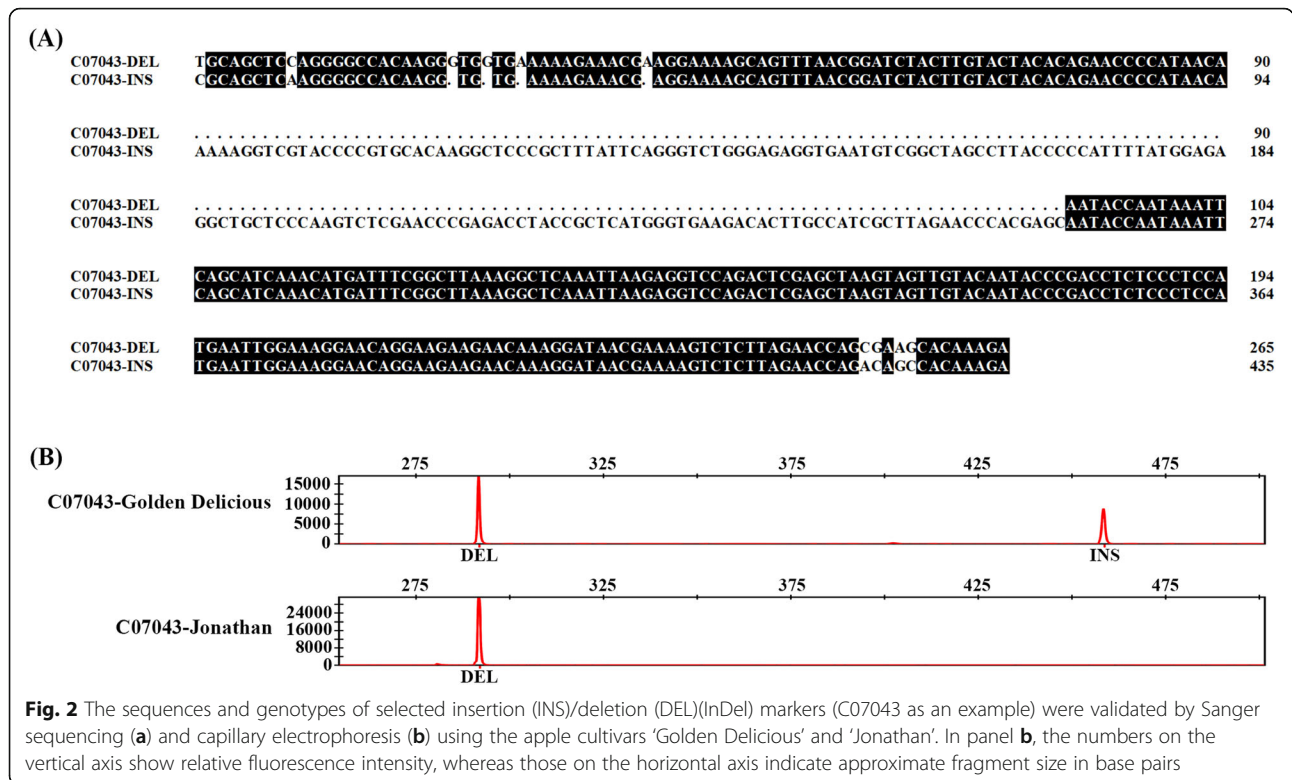 (A)
C07043-DEL TGCAGCTCCAGGGGCCACAAGGGTGGTGAAAAAGAAACGAAGGAAAAGCAGTTTAACGGATCTACTTGTACTACACAGAACCCCATAACA 90
C07043-INS CGCAGCTCAAGGGGCCACAAGG.TG.TG.AAAAGAAACG.AGGAAAAGCAGTTTAACGGATCTACTTGTACTACACAGAACCCCATAACA 94
C07043-DEL .......................................................................................... 90
C07043-INS AAAAGGTCGTACCCCGTGCACAAGGCTCCCGCTTTATTCAGGGTCTGGGAGAGGTGAATGTCGGCTAGCCTTACCCCCATTTTATGGAGA 184
C07043-DEL ............................................................................AATACCAATAAATT 104
C07043-INS GGCTGCTCCCAAGTCTCGAACCCGAGACCTACCGCTCATGGGTGAAGACACTTGCCATCGCTTAGAACCCACGAGCAATACCAATAAATT 274
C07043-DEL CAGCATCAAACATGATTTCGGCTTAAAGGCTCAAATTAAGAGGTCCAGACTCGAGCTAAGTAGTTGTACAATACCCGACCTCTCCCTCCA 194
C07043-INS CAGCATCAAACATGATTTCGGCTTAAAGGCTCAAATTAAGAGGTCCAGACTCGAGCTAAGTAGTTGTACAATACCCGACCTCTCCCTCCA 364
C07043-DEL TGAATTGGAAAGGAACAGGAAGAAGAACAAAGGATAACGAAAAGTCTCTTAGAACCAGCGAAGCACAAAGA 265
C07043-INS TGAATTGGAAAGGAACAGGAAGAAGAACAAAGGATAACGAAAAGTCTCTTAGAACCAGACAGCCACAAAGA 435
(B)
275 325 375 425 475
C07043-Golden Delicious
15000
10000
5000
0
DEL INS
275 325 375 425 475
C07043-Jonathan
24000
16000
8000
0
DEL
Fig. 2 The sequences and genotypes of selected insertion (INS)/deletion (DEL)(InDel) markers (C07043 as an example) were validated by Sanger
sequencing (a) and capillary electrophoresis (b) using the apple cultivars ‘Golden Delicious’ and ‘Jonathan’. In panel b, the numbers on the
vertical axis show relative fluorescence intensity, whereas those on the horizontal axis indicate approximate fragment size in base pairs